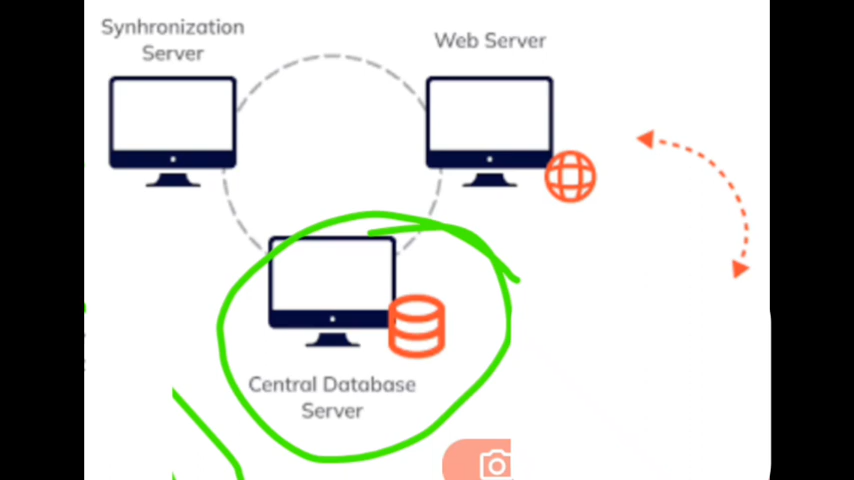 Synhronization
Server
Web Server
Central Database
Server